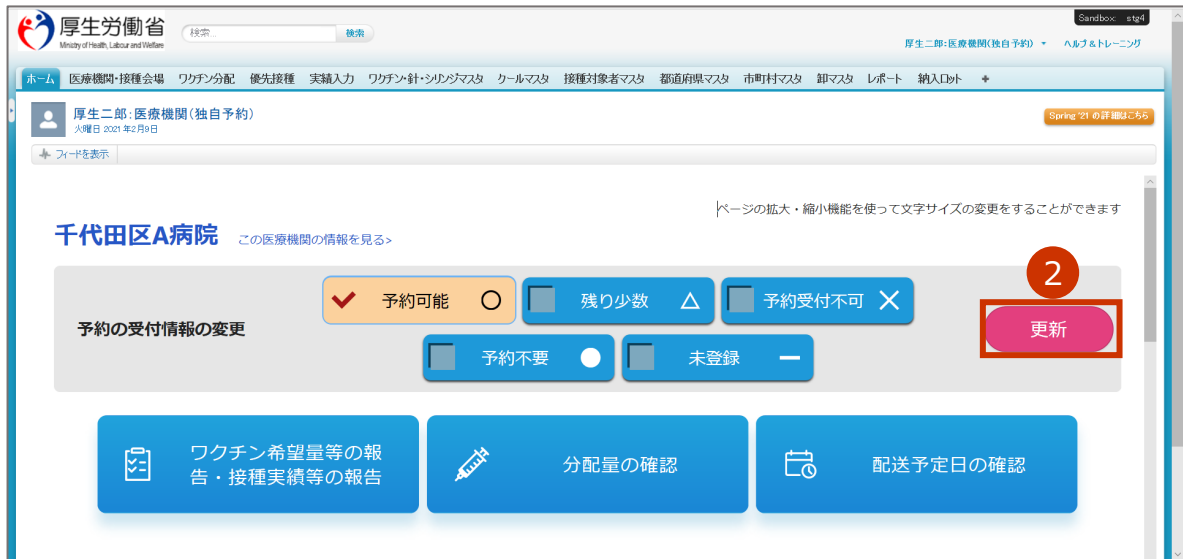 Sandbox: stg4
厚生労働省
Ministry of Health, Labour and Welfare
検索...
検索
厚生二郎:医療機関(独自予約)
ヘルプ&トレーニング
ホーム 医療機関・接種会場 ワクチン分配 優先接種 実績入力 ワクチン・針・シリンジマスタ クールマスタ 接種対象者マスタ 都道府県マスタ 市町村マスタ 卸マスタ レポート 納入ロット +
厚生二郎:医療機関(独自予約)
火曜日 2021年2月9日
Spring '21 の詳細はこちら
フィードを表示
ページの拡大・縮小機能を使って文字サイズの変更をすることができます
千代田区A病院 この医療機関の情報を見る>
2
予約可能 残り少数 予約受付不可
予約の受付情報の変更
更新
予約不要 未登録
ワクチン希望量等の報
告・接種実績等の報告
分配量の確認
配送予定日の確認